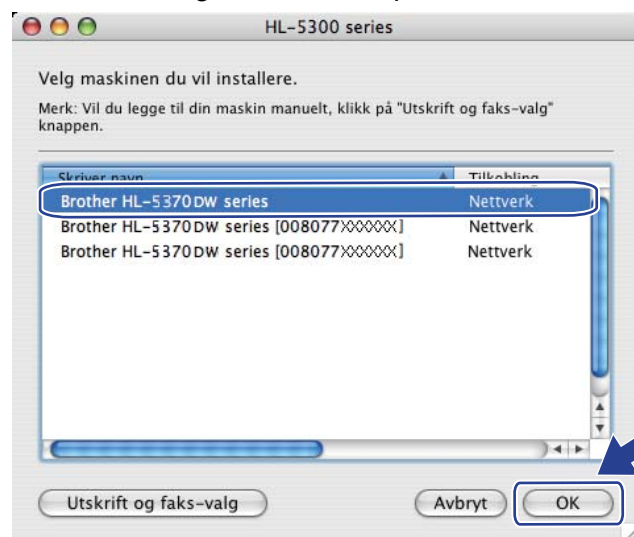 HL-5300 series
Velg maskinen du vil installere.
Merk: Vil du legge til din maskin manuelt, klikk på "Utskrift og faks-valg"
knappen.
Skriver navn Tilkobling
Brother HL-5370DW series Nettverk
Brother HL-5370DW series [008077XXXXXX] Nettverk
Brother HL-5370DW series [008077XXXXXX] Nettverk
Utskrift og faks-valg Avbryt OK